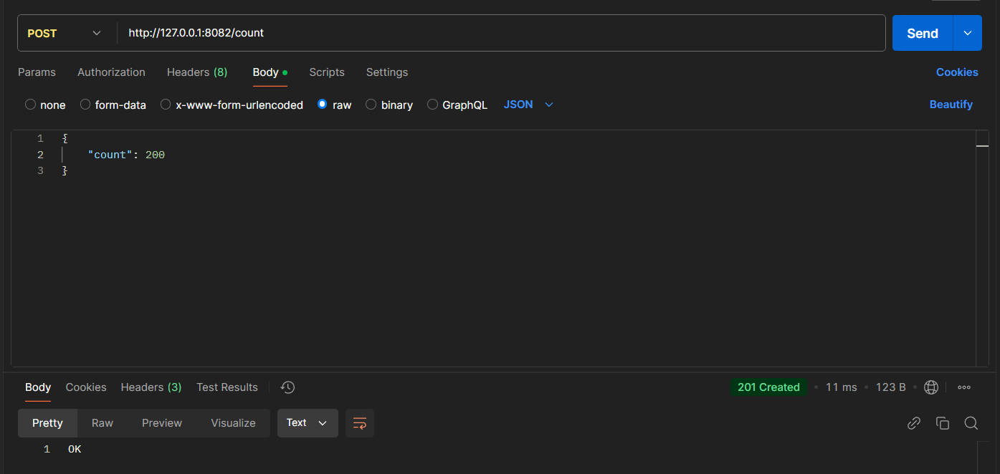 POST http://127.0.0.1:8082/count Send
Params Authorization Headers (8) Body Scripts Settings Cookies
none form-data x-www-form-urlencoded raw binary GraphQL JSON Beautify
1 {
2 "count": 200
3 }
Body Cookies Headers (3) Test Results 201 Created 11 ms 123 B
Pretty Raw Preview Visualize Text
1 OK